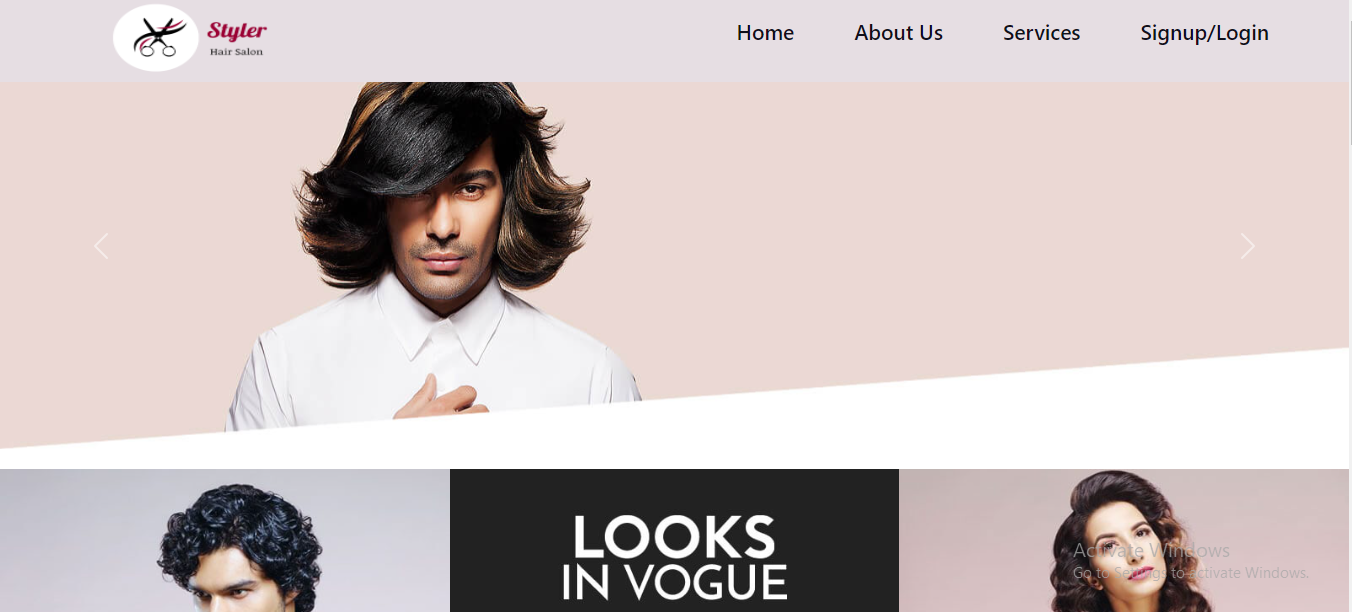 Styler
Hair Salon
Home
About Us
Services
Signup/Login
LOOKS
IN VOGUE
Activate Windows
Go to Settings to activate Windows.